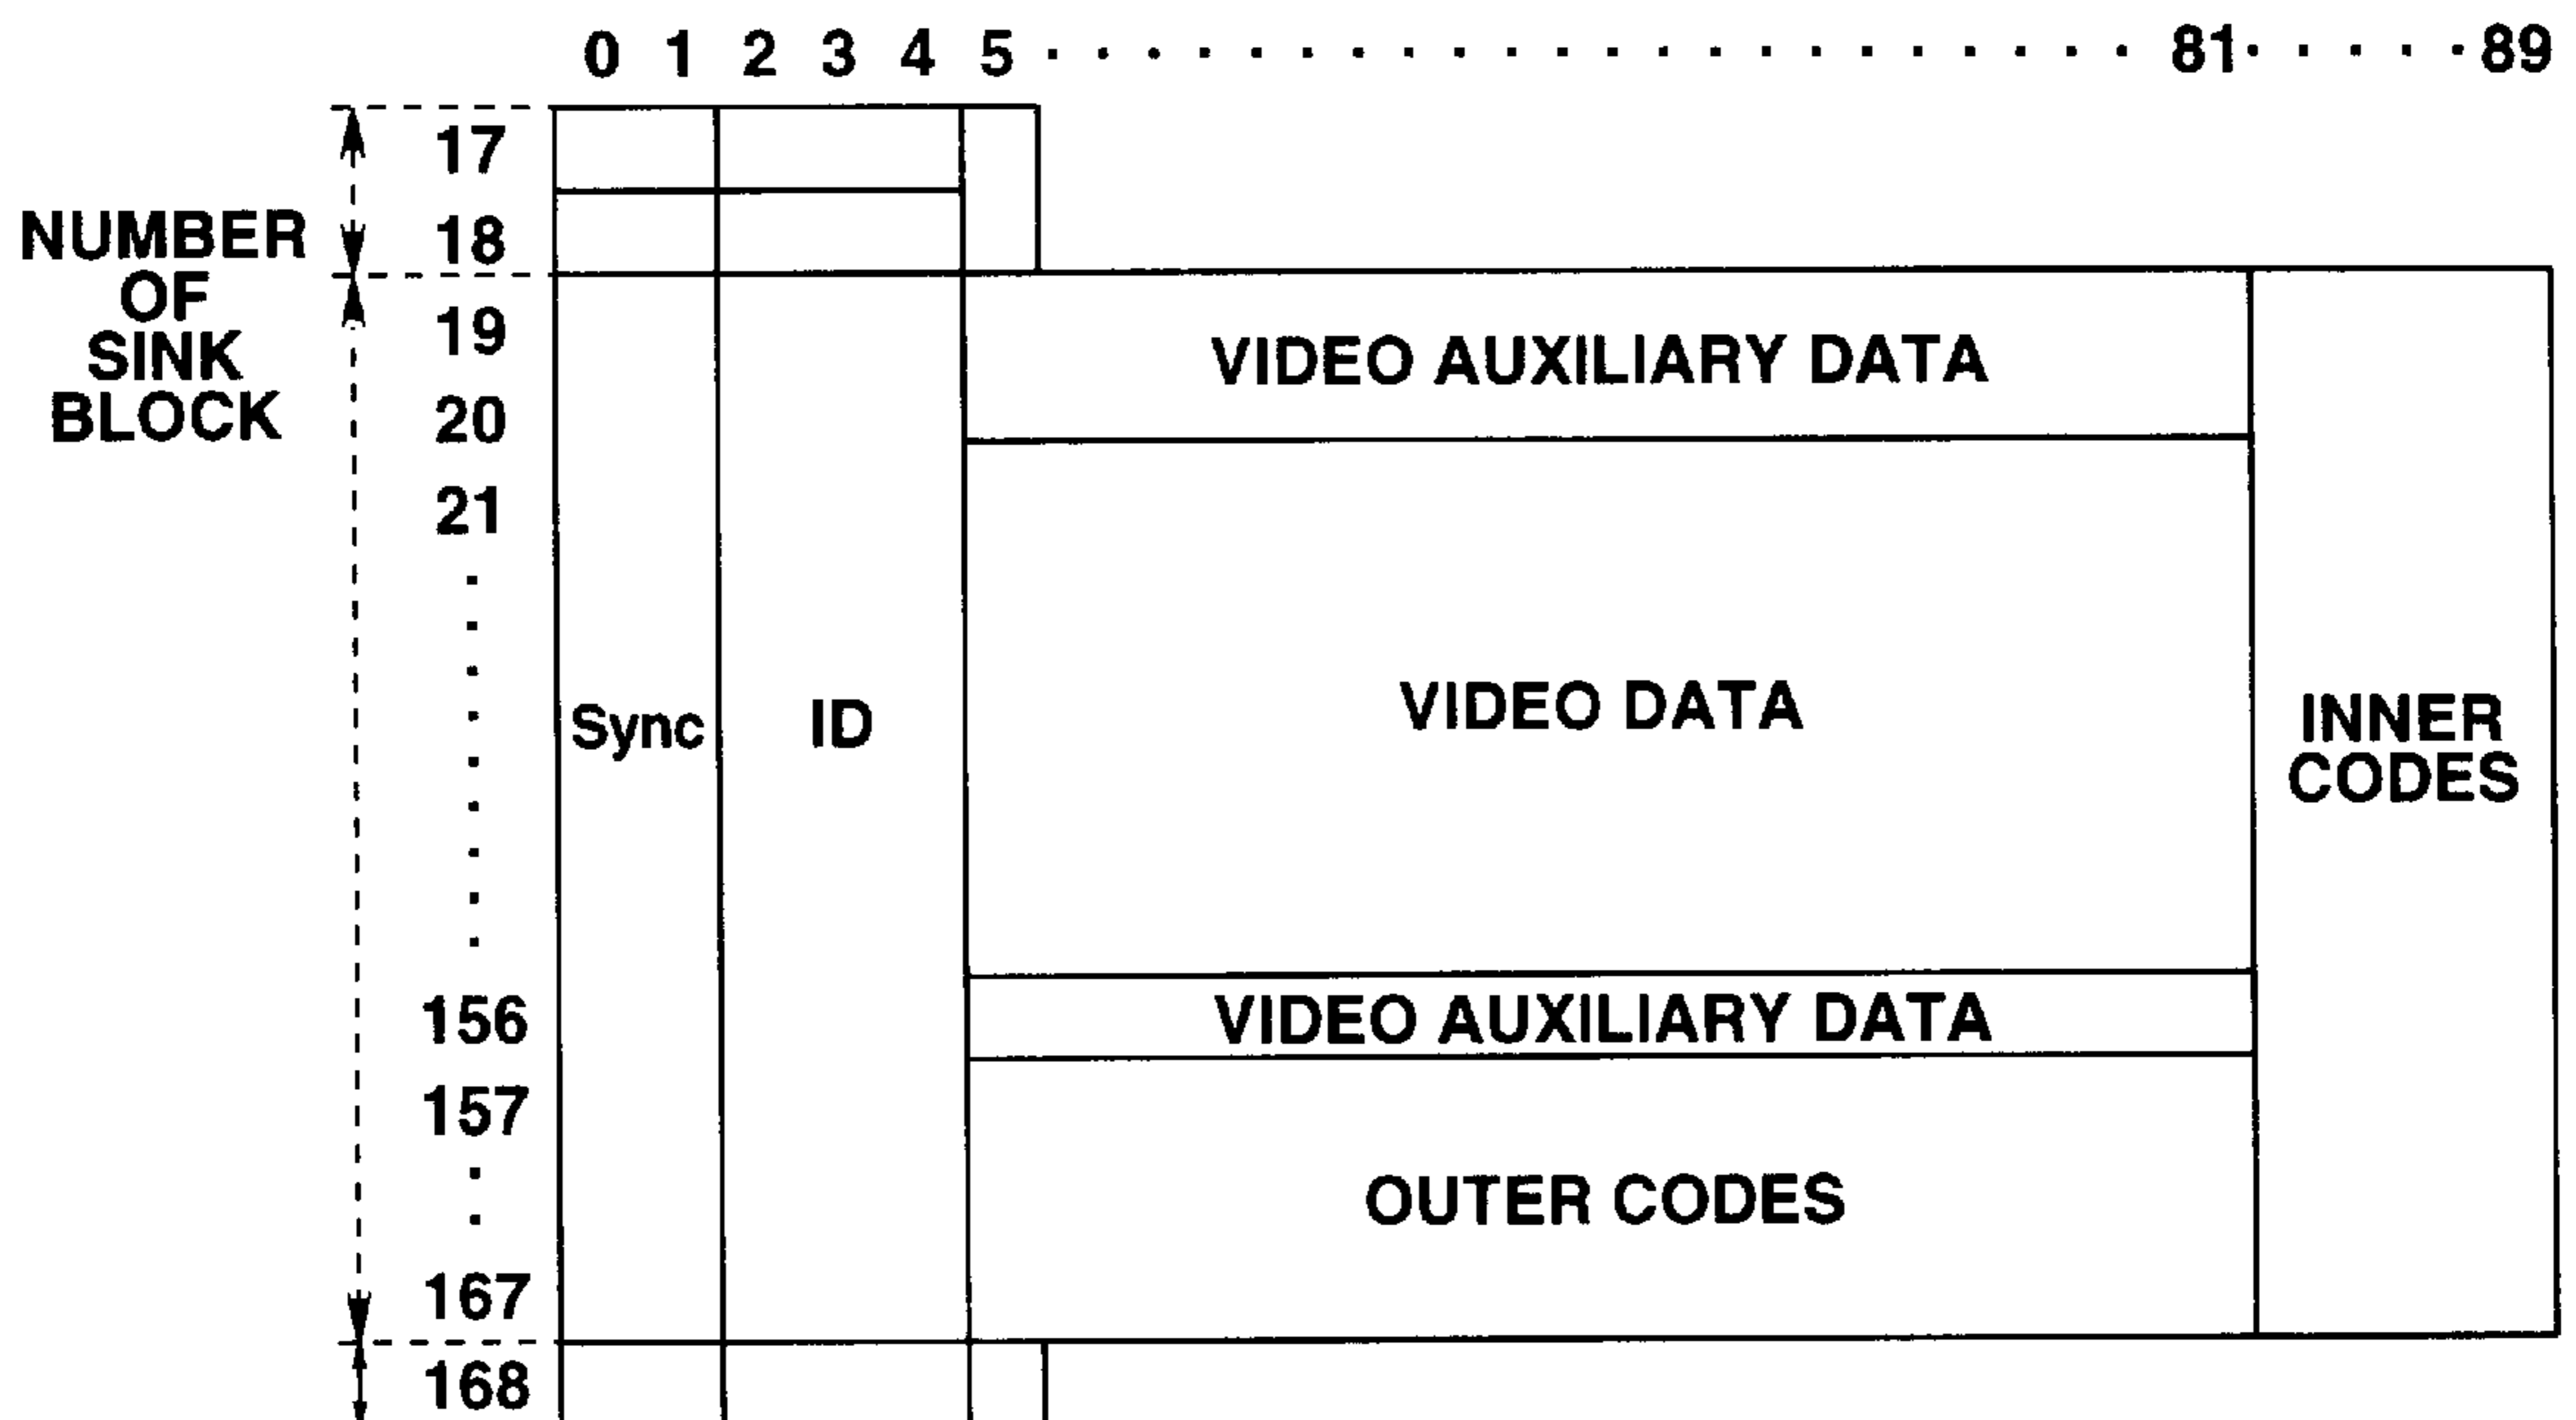 0 1 2 3 4 5 · · · · · · · · · · · · · · · · · · · · · · 81 · · · · · 89
17
18
NUMBER
OF
SINK
BLOCK
19
20
21
VIDEO AUXILIARY DATA
Sync
ID
VIDEO DATA
INNER
CODES
156
VIDEO AUXILIARY DATA
157
OUTER CODES
167
168